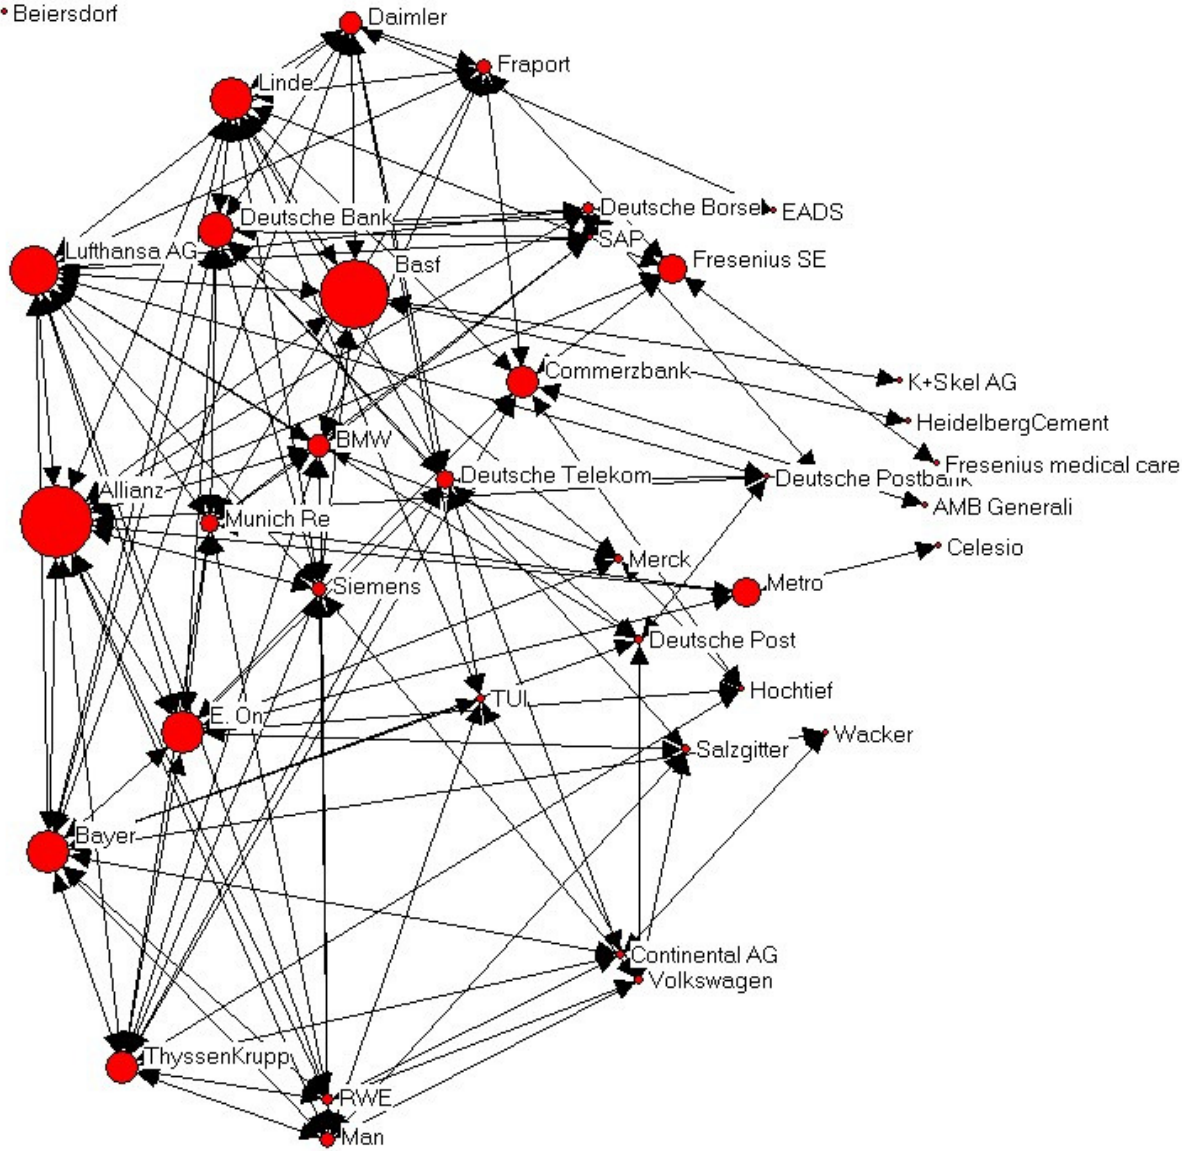 Beiersdorf
Daimler
Fraport
Linde
Deutsche Borse
EADS
Deutsche Bank
SAP
Lufthansa AG
Basf
Fresenius SE
Commerzbank
K+Skel AG
HeidelbergCement
BMW
Fresenius medical care
Deutsche Telekom
Deutsche Postbank
Allianz
AMB Generali
Munich Re
Celesio
Merck
Metro
Siemens
Deutsche Post
Hochtief
TUI
E. On
Wacker
Salzgitter
Bayer
Continental AG
Volkswagen
ThyssenKrupp
RWE
Man